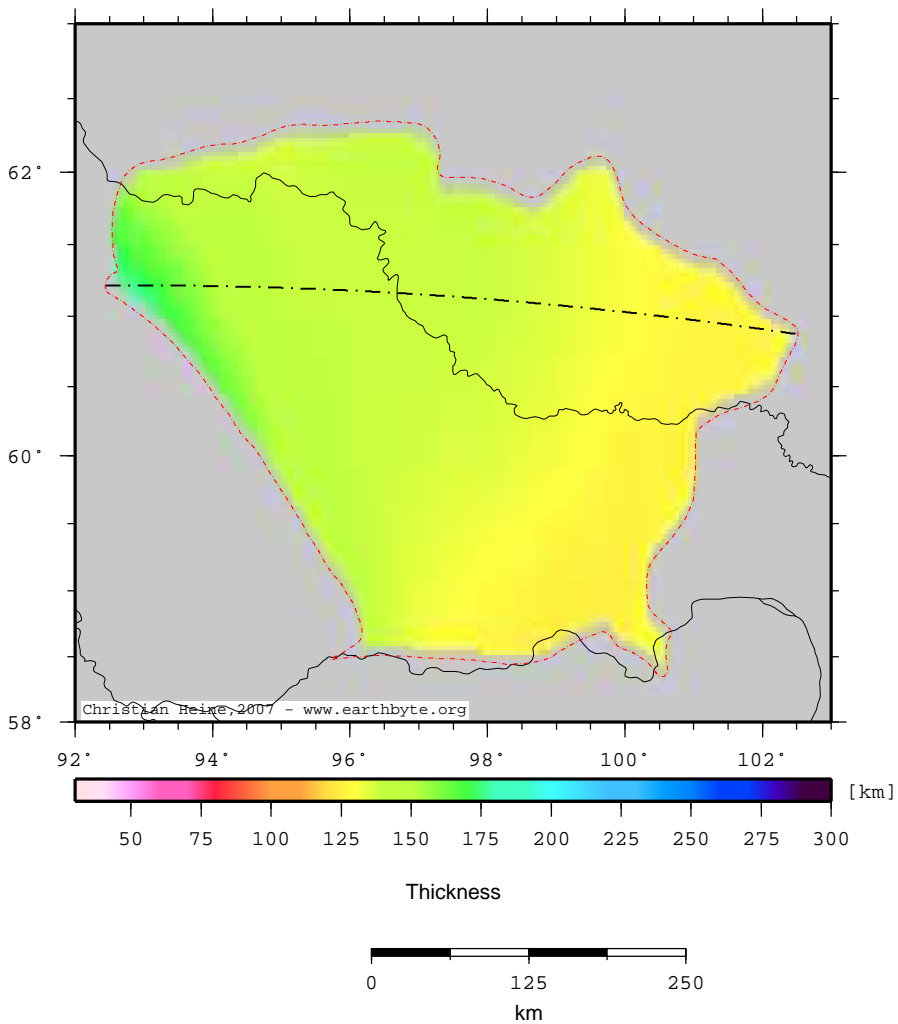 62°
60°
58°
Christian Heine,2007 - www.earthbyte.org
92° 94° 96° 98° 100° 102°
[km]
50 75 100 125 150 175 200 225 250 275 300
Thickness
0 125 250
km